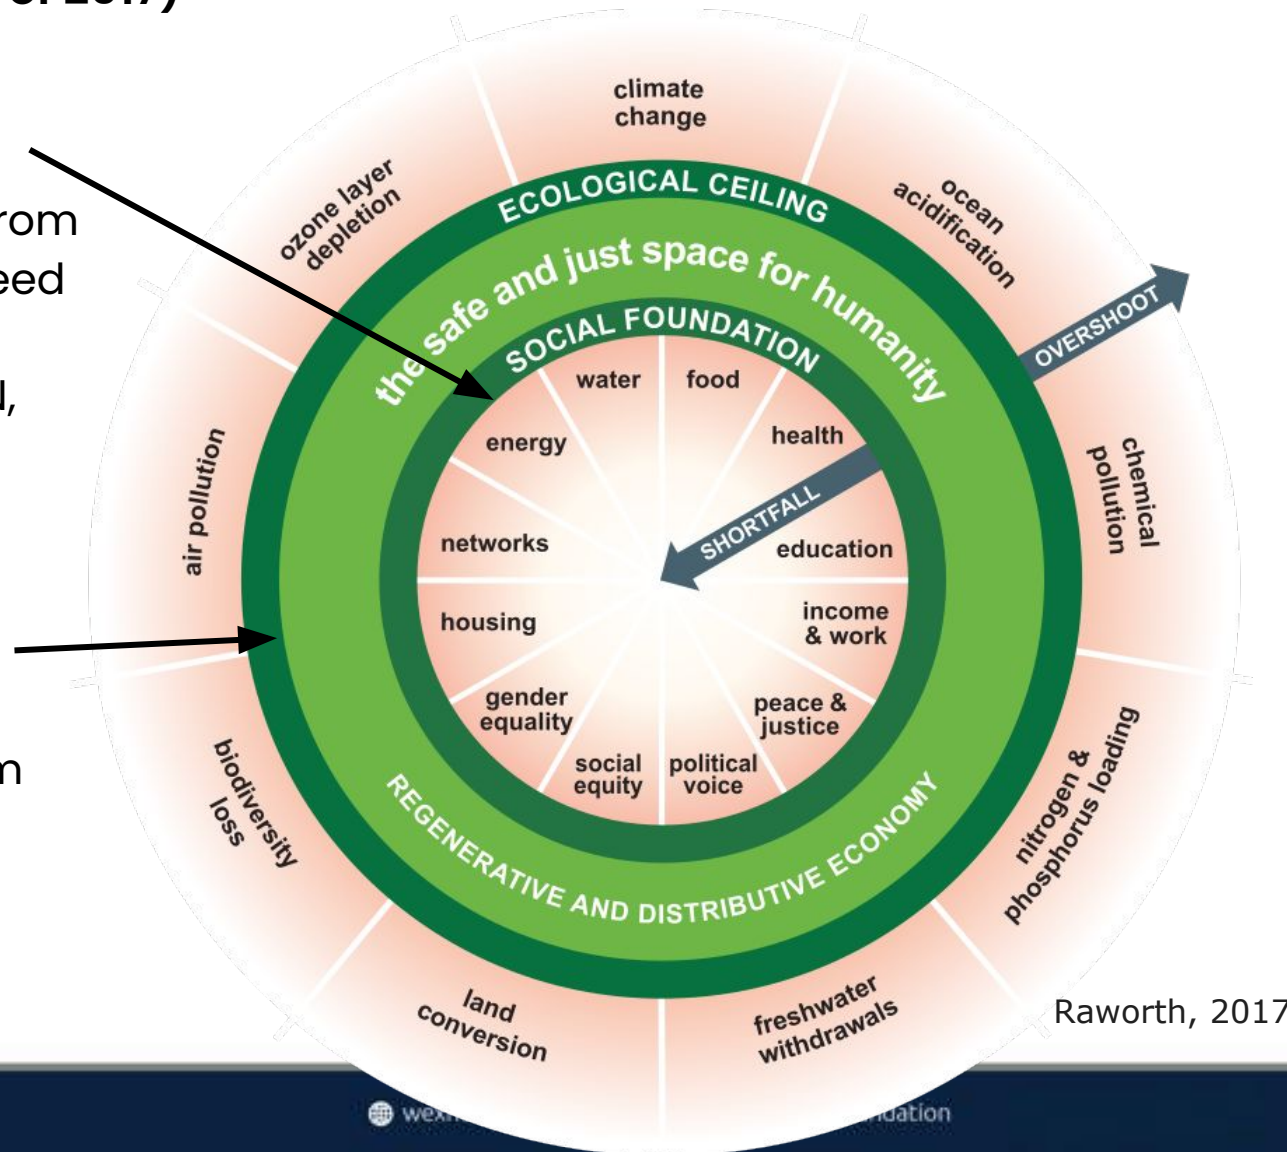 2017)
rom
eed
climate
change
ozone layer
depletion
ocean
acidification
ECOLOGICAL CEILING
the safe and just space for humanity
SOCIAL FOUNDATION
OVERSHOOT
water
food
energy
health
SHORTFALL
air pollution
chemical
pollution
networks
education
housing
income
& work
gender
equality
peace &
justice
social
equity
political
voice
biodiversity
loss
nitrogen &
phosphorus loading
REGENERATIVE AND DISTRIBUTIVE ECONOMY
land
conversion
freshwater
withdrawals
Raworth, 2017